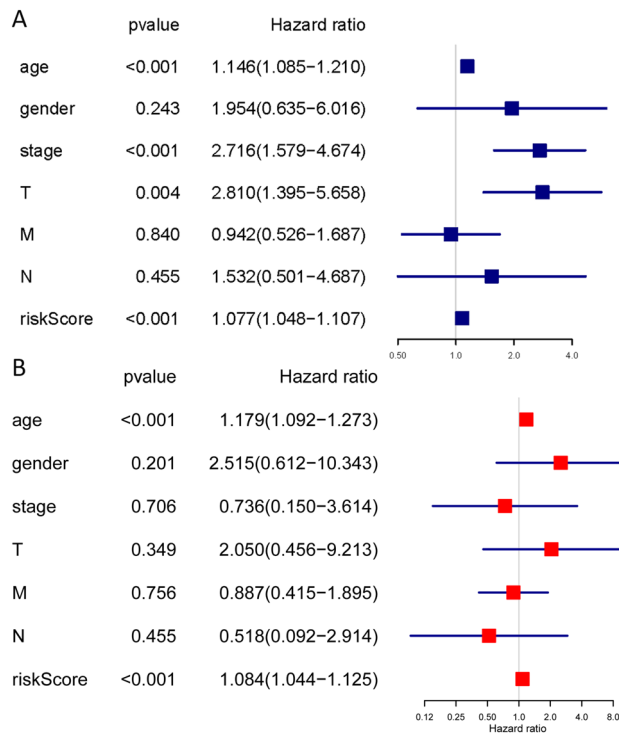 A
pvalue Hazard ratio
age <0.001 1.146(1.085−1.210)
gender 0.243 1.954(0.635−6.016)
stage <0.001 2.716(1.579−4.674)
T 0.004 2.810(1.395−5.658)
M 0.840 0.942(0.526−1.687)
N 0.455 1.532(0.501−4.687)
riskScore <0.001 1.077(1.048−1.107)
0.50 1.0 2.0 4.0
B
pvalue Hazard ratio
age <0.001 1.179(1.092−1.273)
gender 0.201 2.515(0.612−10.343)
stage 0.706 0.736(0.150−3.614)
T 0.349 2.050(0.456−9.213)
M 0.756 0.887(0.415−1.895)
N 0.455 0.518(0.092−2.914)
riskScore <0.001 1.084(1.044−1.125)
0.12 0.25 0.50 1.0 2.0 4.0 8.0
Hazard ratio